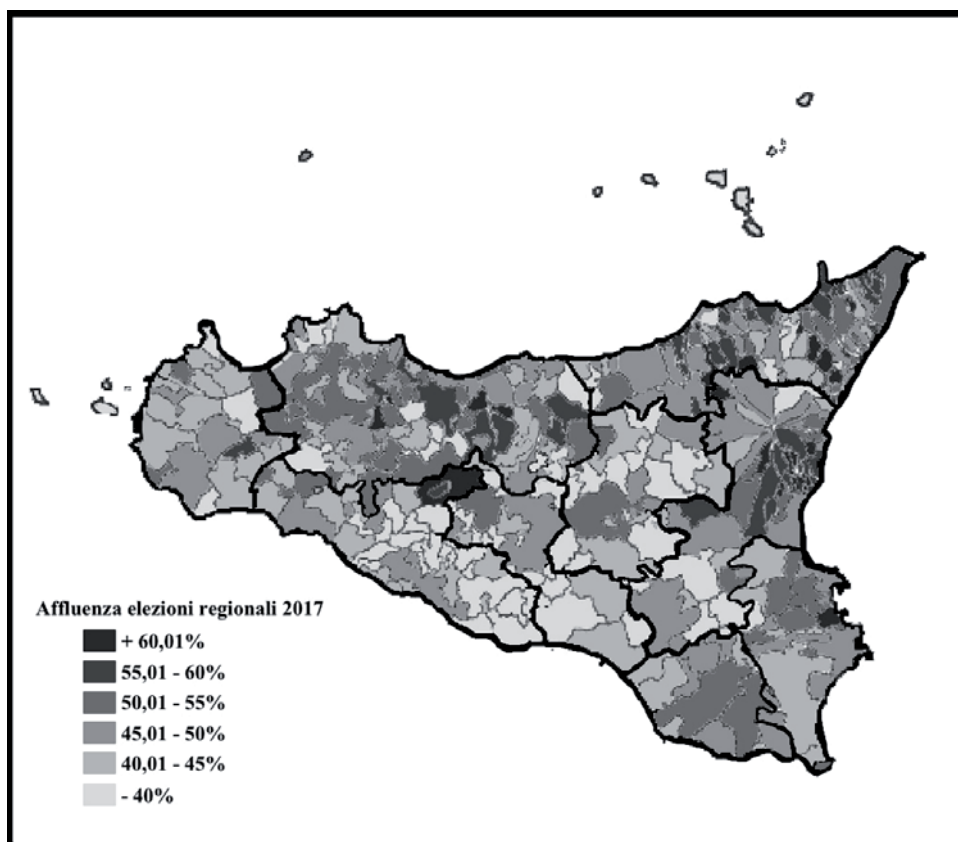 Affluenza elezioni regionali 2017
+ 60,01%
55,01 - 60%
50,01 - 55%
45,01 - 50%
40,01 - 45%
- 40%